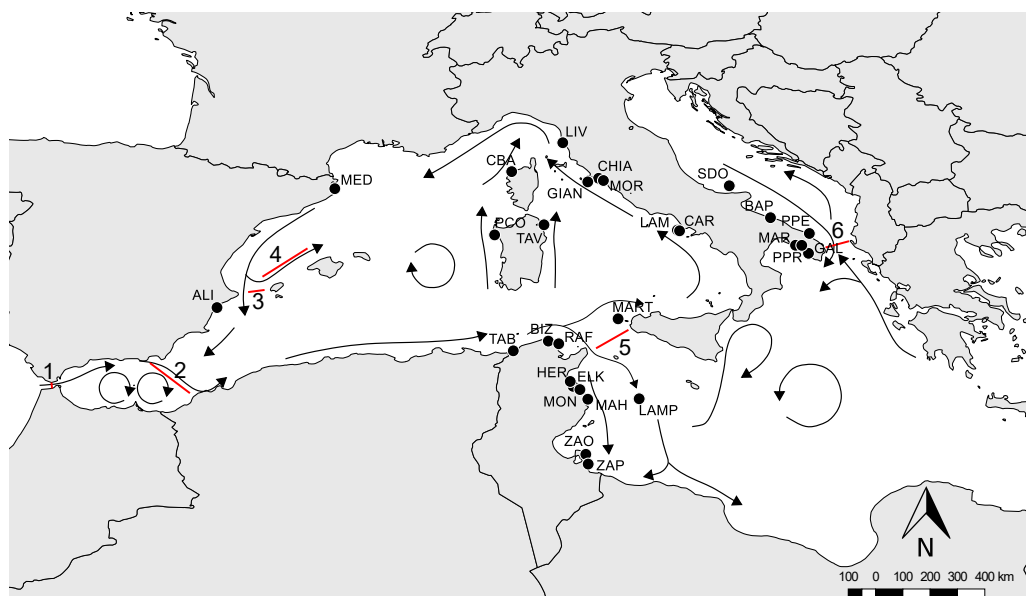 LIV
CBA
CHIA
MED
GIAN
MOR
SDO
BAP
LAM
CAR
PPE
PCO
TAV
MAR
GAL
6
PPR
4
3
ALI
MART
BIZ
RAF
TAB
5
1
2
HER
ELK
MON
MAH
LAMP
ZAO
ZAP
N
100 0 100 200 300 400 km